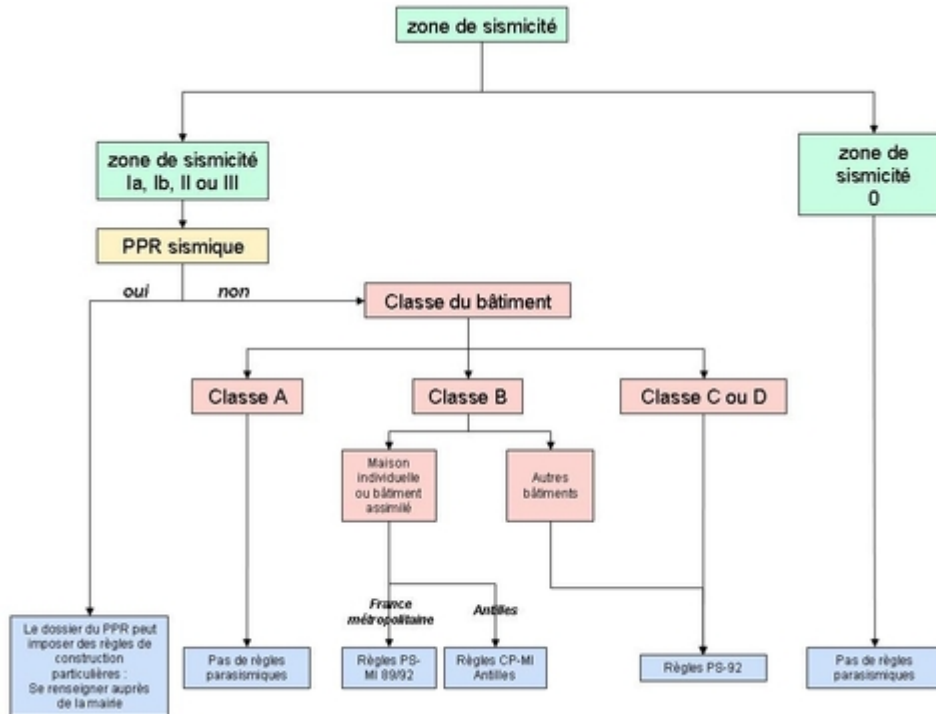 zone de sismicité
zone de sismicité
Ia, Ib, II ou III
zone de
sismicité
0
PPR sismique
oui
non
Classe du bâtiment
Classe A
Classe B
Classe C ou D
Maison
individuelle
ou bâtiment
assimilé
Autres
bâtiments
France
métropolitaine
Antilles
Le dossier du PPR peut
imposer des règles de
construction
particulières :
Se renseigner auprès
de la mairie
Pas de règles
parasismiques
Règles PS-
MI 89/92
Règles CP-MI
Antilles
Règles PS-92
Pas de règles
parasismiques